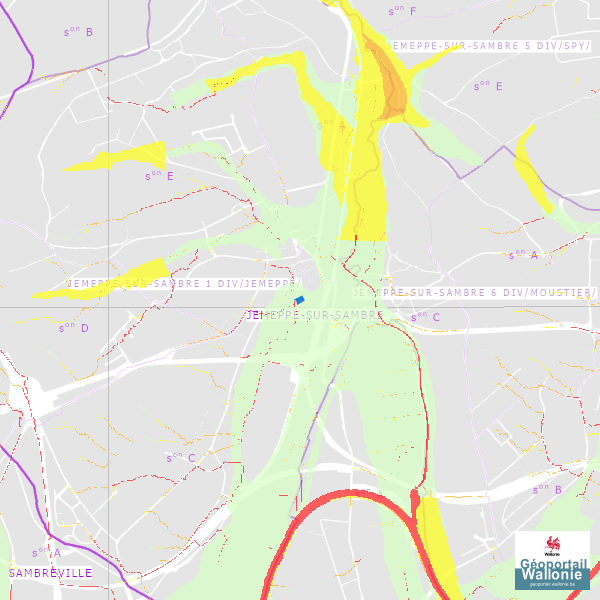 sᵒⁿ F
sᵒⁿ B
JEMEPPE-SUR-SAMBRE 5 DIV/SPY/
sᵒⁿ E
sᵒⁿ A
sᵒⁿ E
sᵒⁿ A
JEMEPPE-SUR-SAMBRE 1 DIV/JEMEPPE/
JEMEPPE-SUR-SAMBRE 6 DIV/MOUSTIER/
JEMEPPE-SUR-SAMBRE
sᵒⁿ C
sᵒⁿ D
sᵒⁿ C
sᵒⁿ B
sᵒⁿ A
SAMBREVILLE
Wallonie
Géoportail
Wallonie
geoportail.wallonie.be